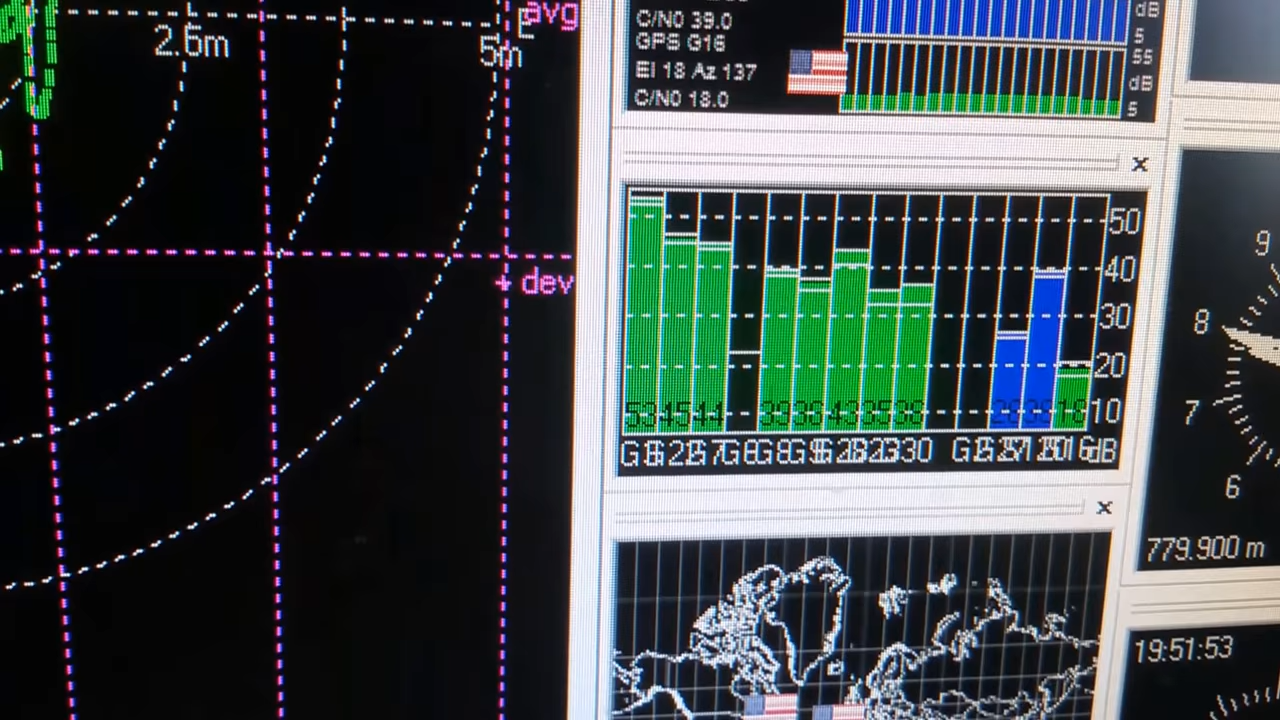 2.5m
5m
avg
dev
C/N0 39.0
GPS G16
El 18 Az 137
C/N0 18.0
dB
5
55
dB
5
50
40
30
20
10
dB
9
8
7
6
779.900 m
19:51:53